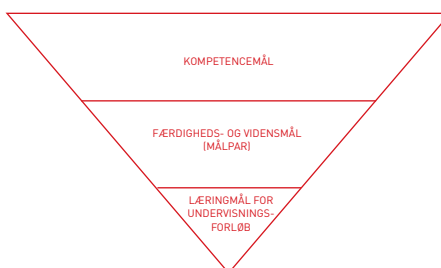 KOMPETENCEMÅL
FÆRDIGHEDS- OG VIDENSMÅL
(MÅLPAR)
LÆRINGMÅL FOR
UNDERVISNINGS-
FORLØB